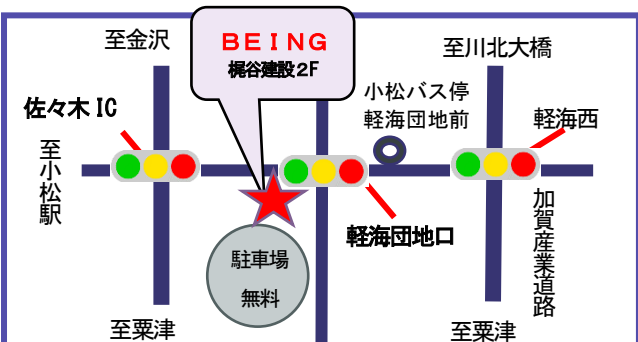 至金沢
BEING
梶谷建設2F
至川北大橋
小松バス停
軽海団地前
佐々木IC
軽海西
至小松駅
軽海団地口
加賀産業道路
駐車場
無料
至粟津
至粟津